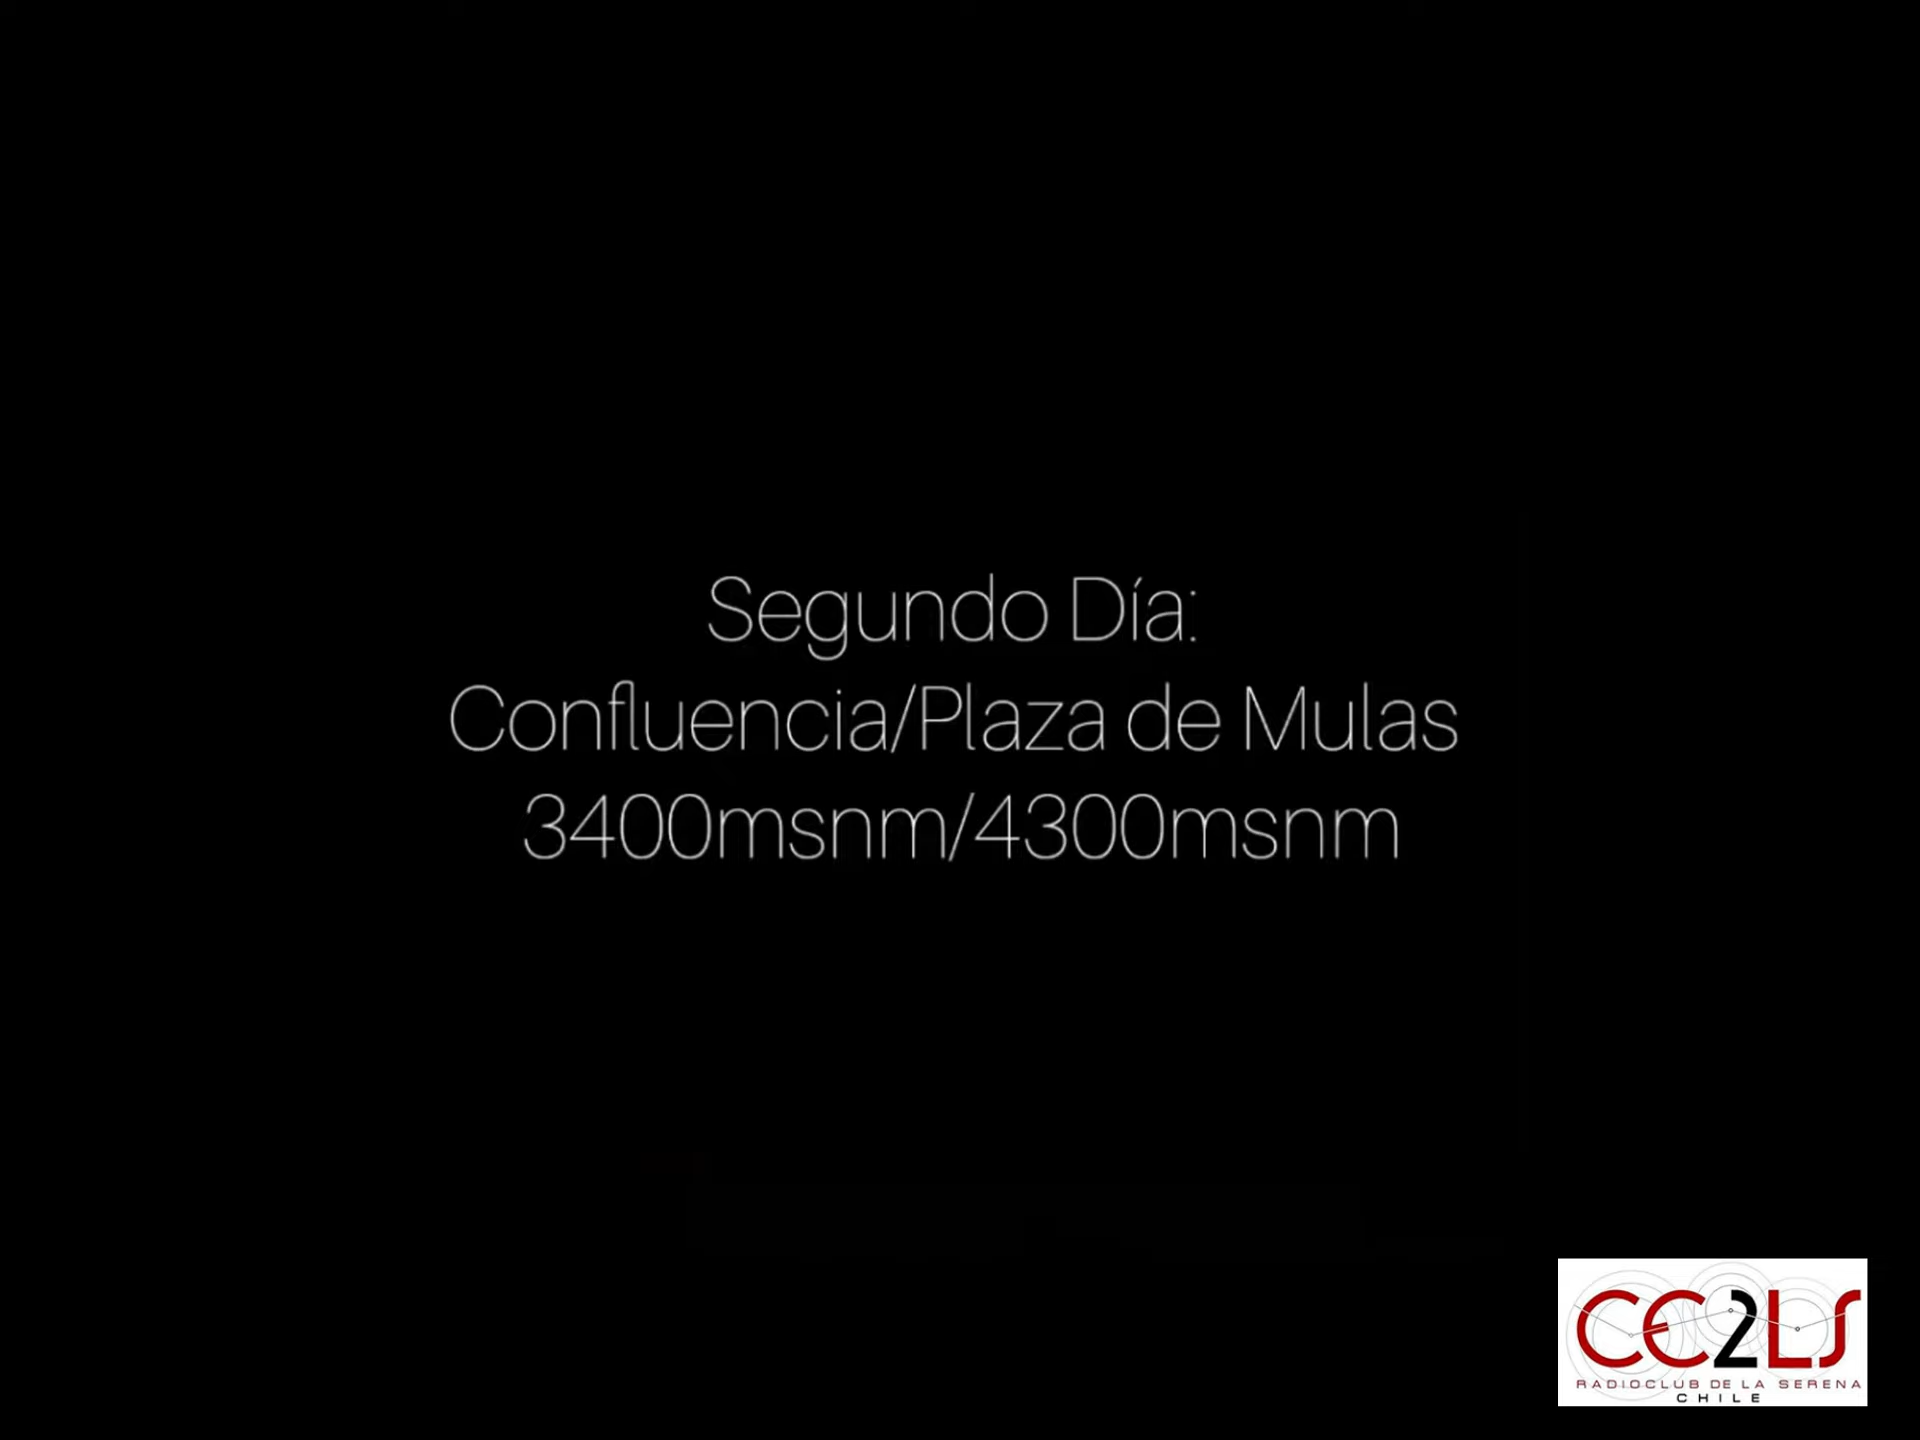 Segundo Día:
Confluencia/Plaza de Mulas
3400msnm/4300msnm
CE2LS
RADIOCLUB DE LA SERENA
CHILE